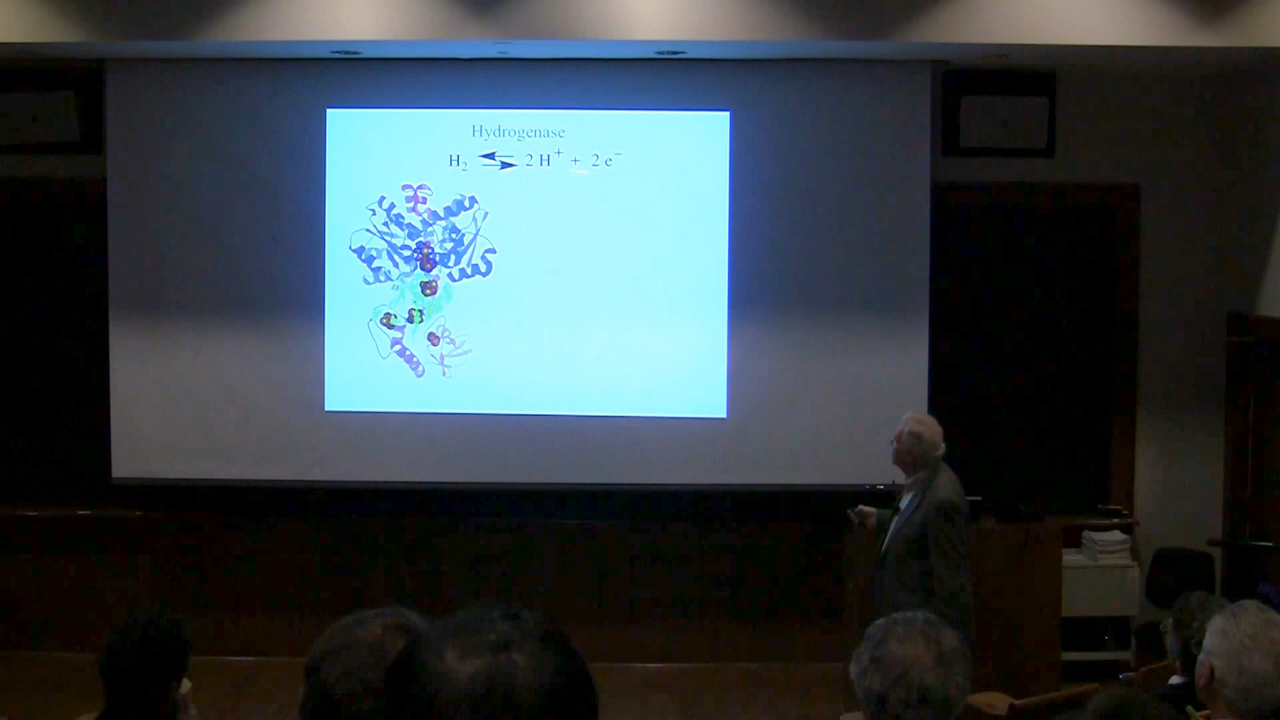 Hydrogenase
H₂ ⇌ 2 H⁺ + 2 e⁻